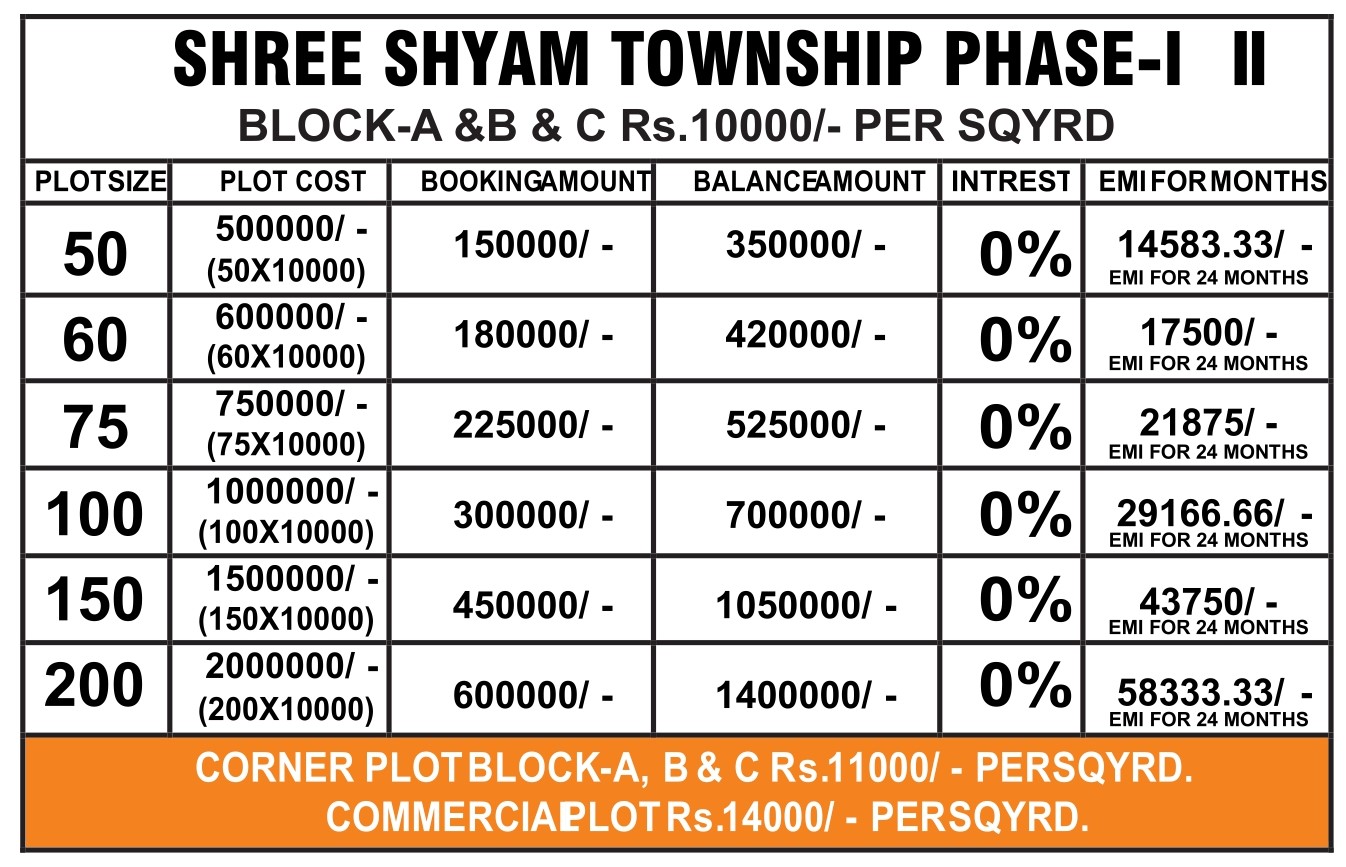 SHREE SHYAM TOWNSHIP PHASE-I II
BLOCK-A &B & C Rs.10000/- PER SQYRD
PLOTSIZE PLOT COST BOOKINGAMOUNT BALANCEAMOUNT INTREST EMIFORMONTHS
50 500000/ - (50X10000) 150000/ - 350000/ - 0% 14583.33/ - EMI FOR 24 MONTHS
60 600000/ - (60X10000) 180000/ - 420000/ - 0% 17500/ - EMI FOR 24 MONTHS
75 750000/ - (75X10000) 225000/ - 525000/ - 0% 21875/ - EMI FOR 24 MONTHS
100 1000000/ - (100X10000) 300000/ - 700000/ - 0% 29166.66/ - EMI FOR 24 MONTHS
150 1500000/ - (150X10000) 450000/ - 1050000/ - 0% 43750/ - EMI FOR 24 MONTHS
200 2000000/ - (200X10000) 600000/ - 1400000/ - 0% 58333.33/ - EMI FOR 24 MONTHS
CORNER PLOTBLOCK-A, B & C Rs.11000/ - PERSQYRD.
COMMERCIALPLOT Rs.14000/ - PERSQYRD.